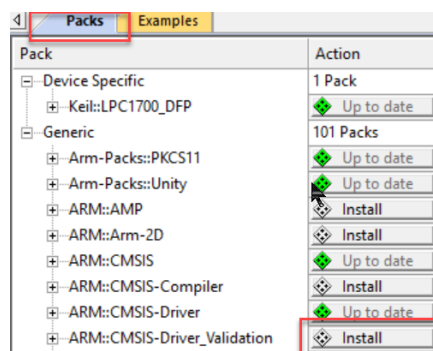 Packs Examples
Pack Action
Device Specific 1 Pack
Keil::LPC1700_DFP Up to date
Generic 101 Packs
Arm-Packs::PKCS11 Up to date
Arm-Packs::Unity Up to date
ARM::AMP Install
ARM::Arm-2D Install
ARM::CMSIS Up to date
ARM::CMSIS-Compiler Install
ARM::CMSIS-Driver Up to date
ARM::CMSIS-Driver_Validation Install